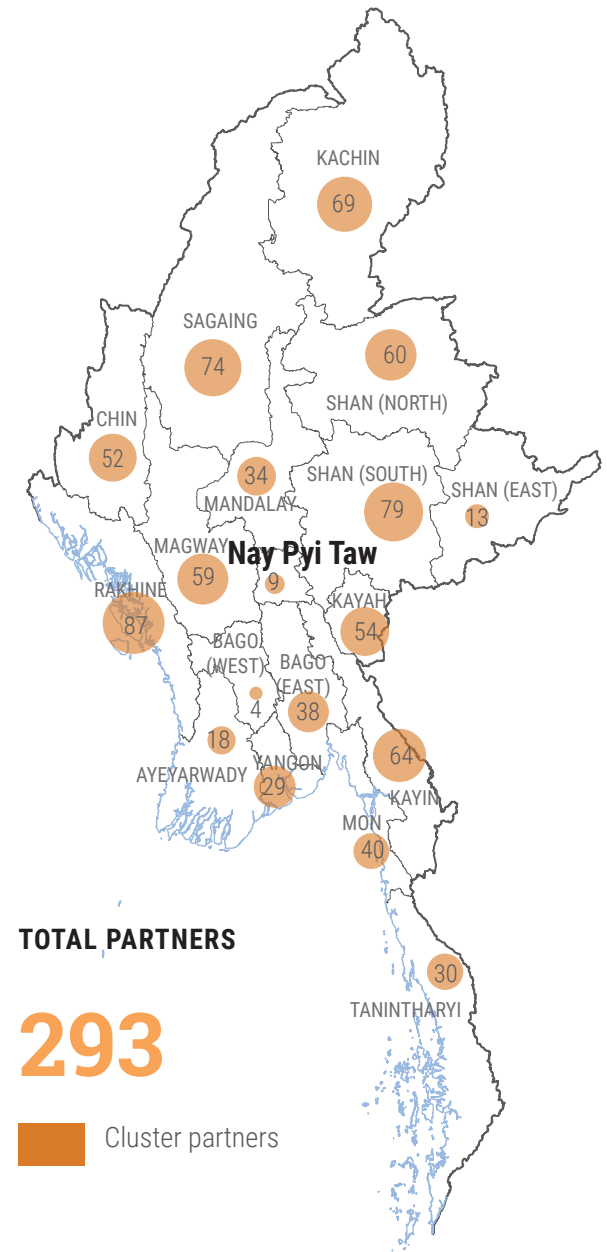 KACHIN
69
SAGAING
74
60
SHAN (NORTH)
CHIN
52
34
MANDALAY
SHAN (SOUTH)
79
SHAN (EAST)
13
MAGWAY
59
Nay Pyi Taw
9
RAKHINE
87
KAYAH
54
BAGO
(WEST)
4
BAGO
(EAST)
38
18
AYEYARWADY
YANGON
29
64
KAYIN
MON
40
30
TANINTHARYI
TOTAL PARTNERS
293
Cluster partners